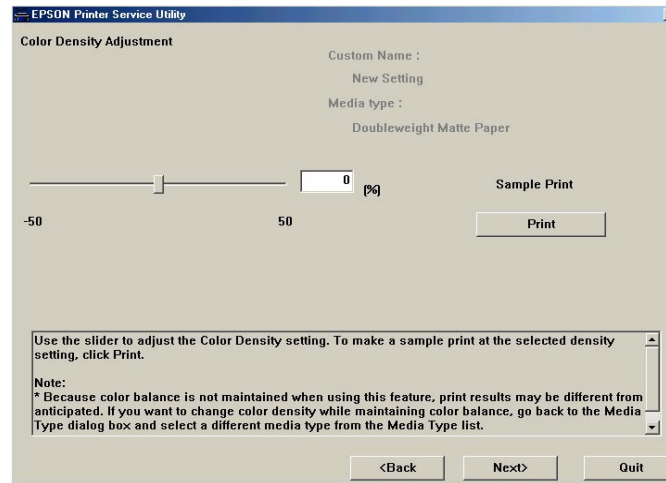 EPSON Printer Service Utility
Color Density Adjustment
Custom Name :
New Setting
Media type :
Doubleweight Matte Paper
0
(%)
Sample Print
-50
50
Print
Use the slider to adjust the Color Density setting. To make a sample print at the selected density
setting, click Print.
Note:
* Because color balance is not maintained when using this feature, print results may be different from
anticipated. If you want to change color density while maintaining color balance, go back to the Media
Type dialog box and select a different media type from the Media Type list.
<Back
Next>
Quit